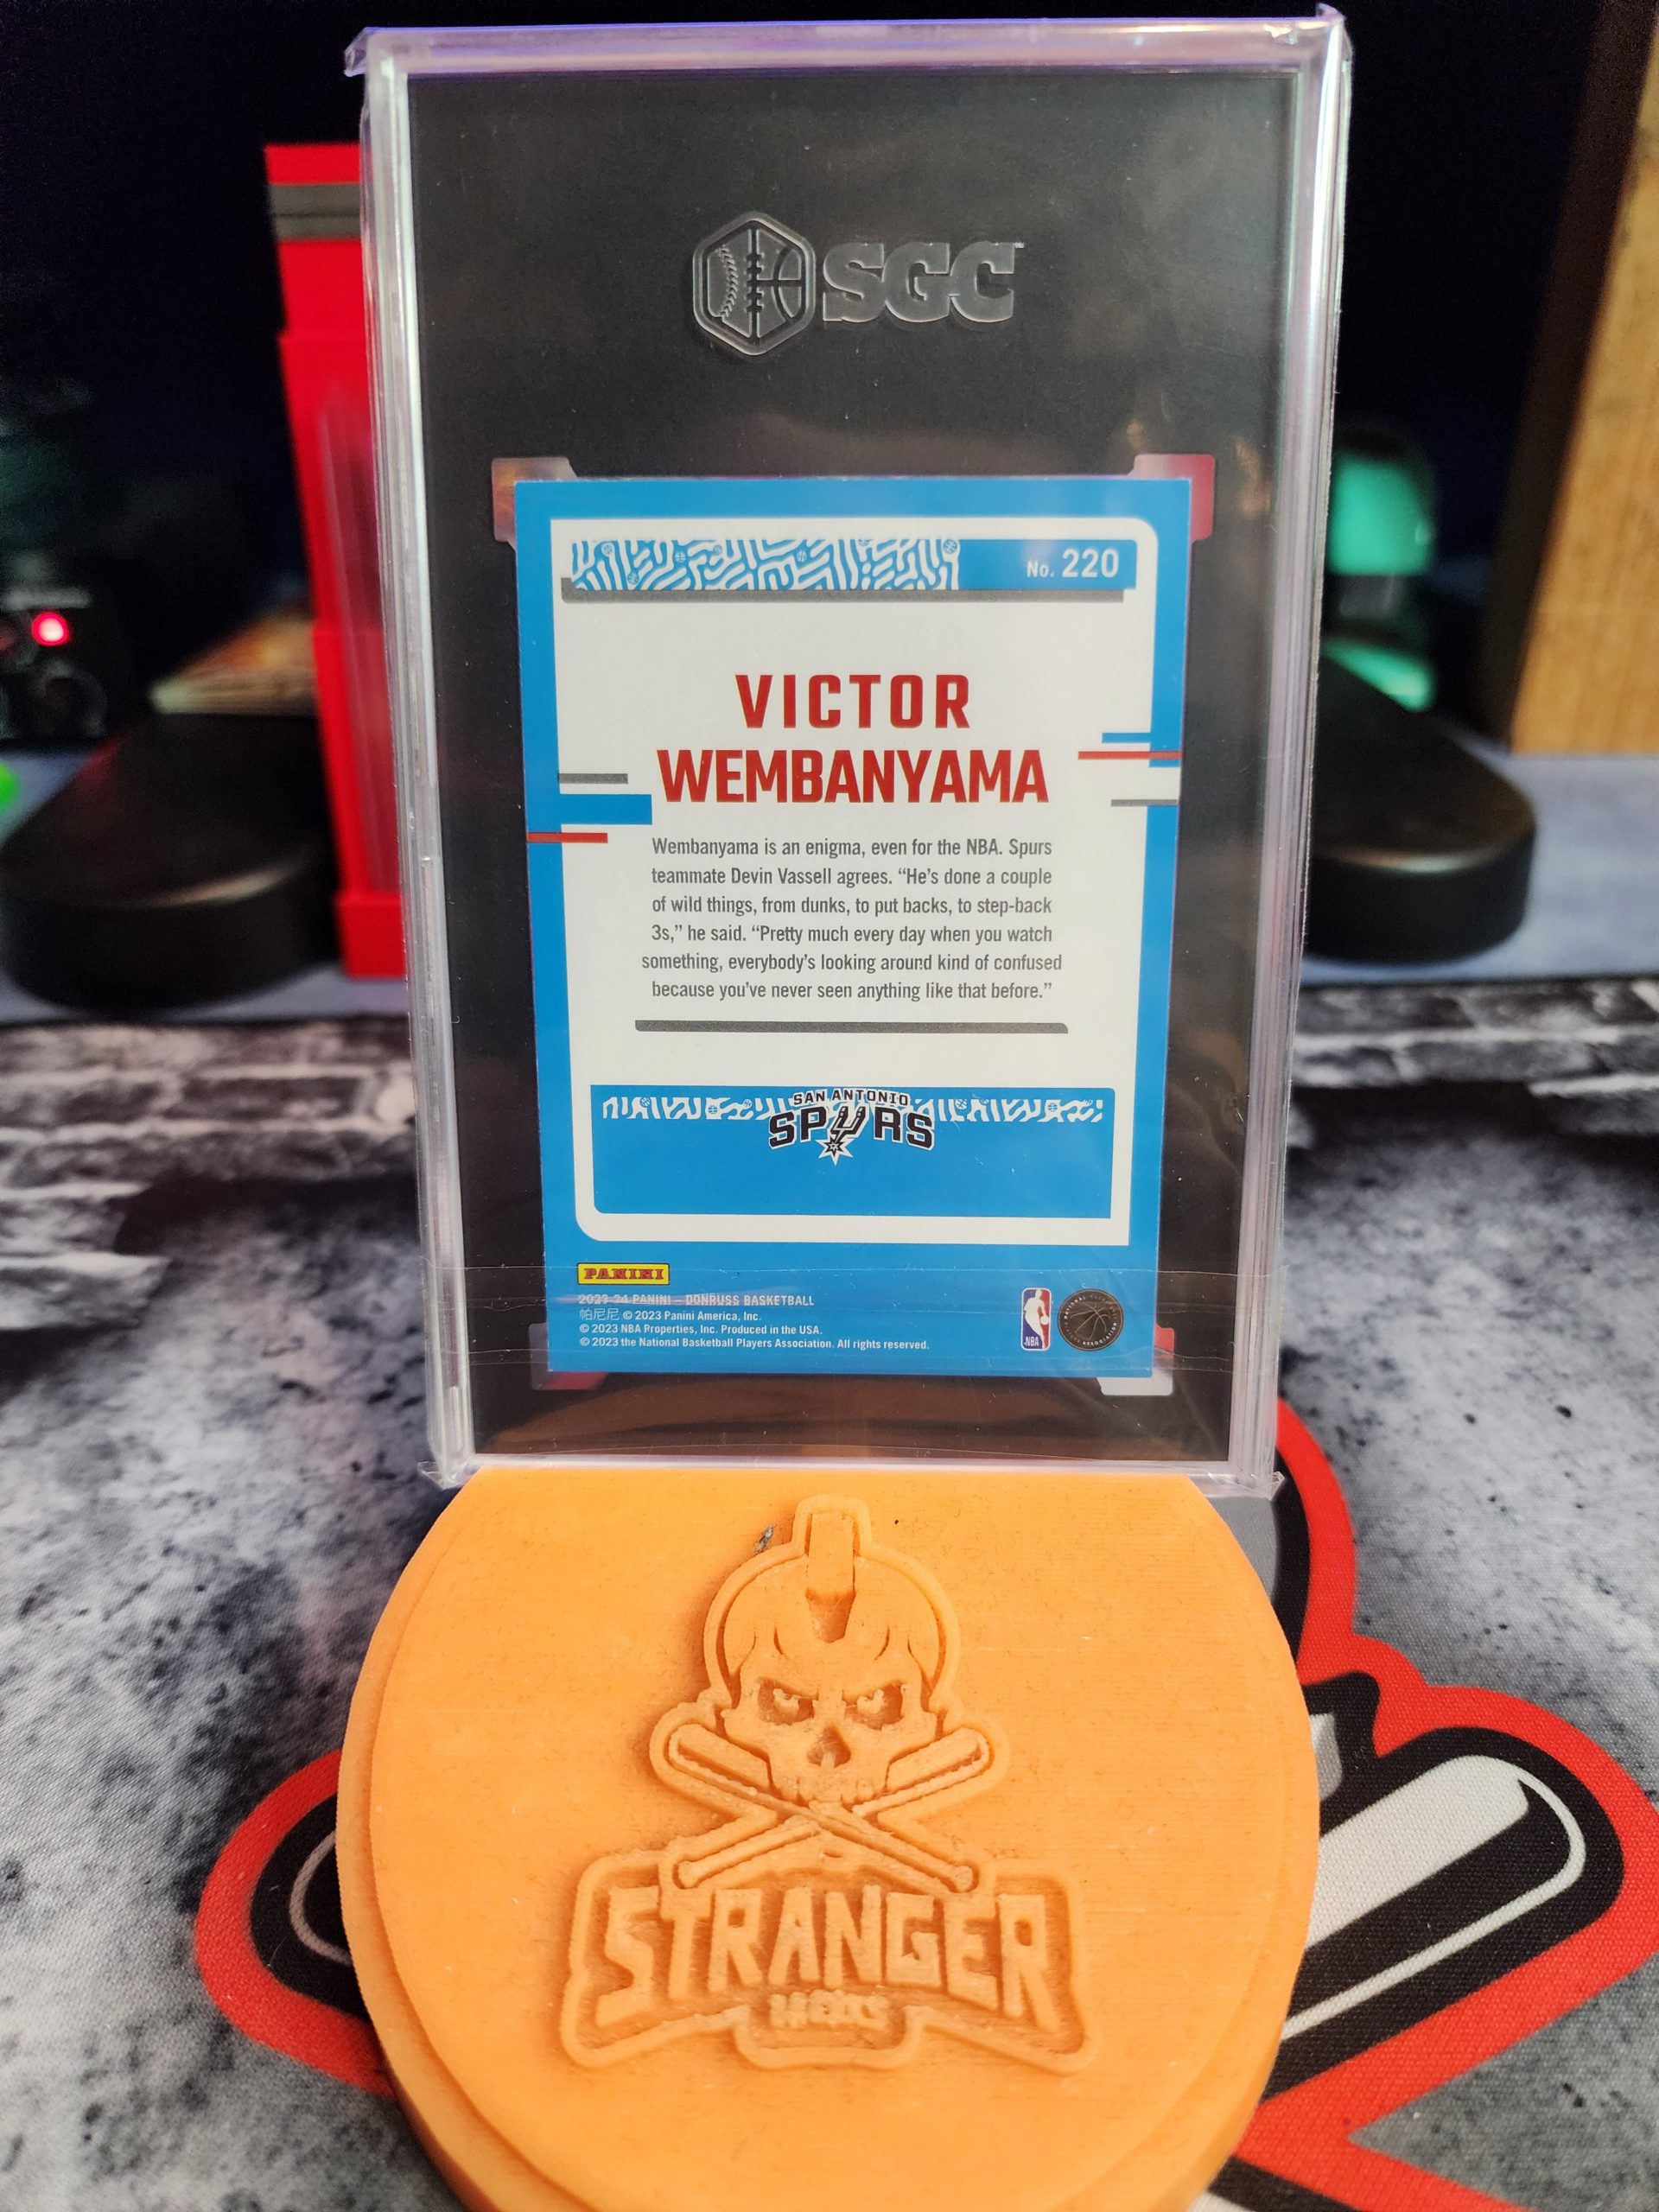 SGC
No. 220
VICTOR
WEMBANYAMA
Wembanyama is an enigma, even for the NBA. Spurs
teammate Devin Vassell agrees. “He’s done a couple
of wild things, from dunks, to put backs, to step-back
3s,” he said. “Pretty much every day when you watch
something, everybody’s looking around kind of confused
because you’ve never seen anything like that before.”
SAN ANTONIO
SPURS
PANINI
2023-24 PANINI – DONRUSS BASKETBALL
帕尼尼 © 2023 Panini America, Inc.
© 2023 NBA Properties, Inc. Produced in the USA.
© 2023 the National Basketball Players Association. All rights reserved.
NBA
STRANGER